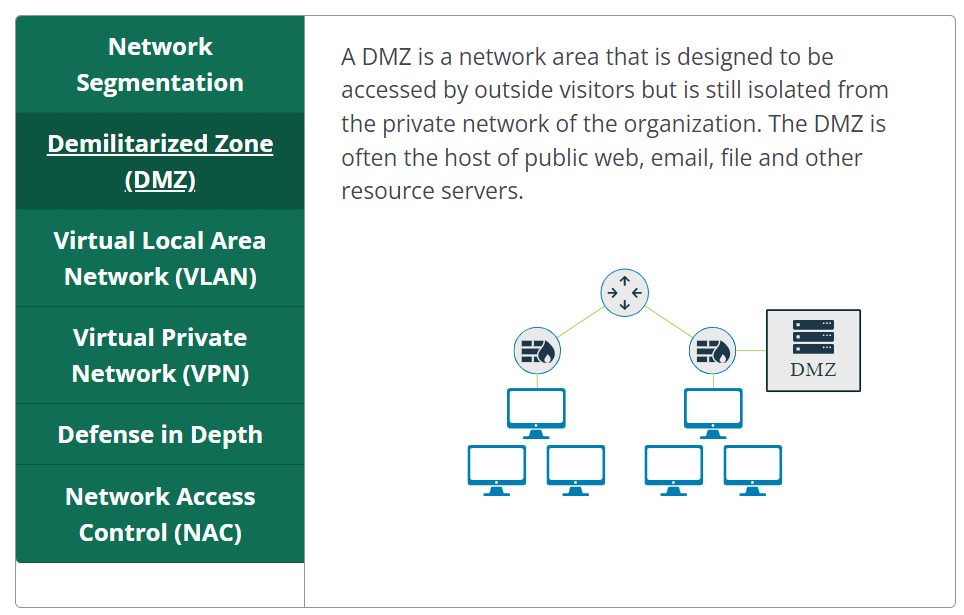 Network
Segmentation
Demilitarized Zone
(DMZ)
Virtual Local Area
Network (VLAN)
Virtual Private
Network (VPN)
Defense in Depth
Network Access
Control (NAC)
A DMZ is a network area that is designed to be
accessed by outside visitors but is still isolated from
the private network of the organization. The DMZ is
often the host of public web, email, file and other
resource servers.
DMZ